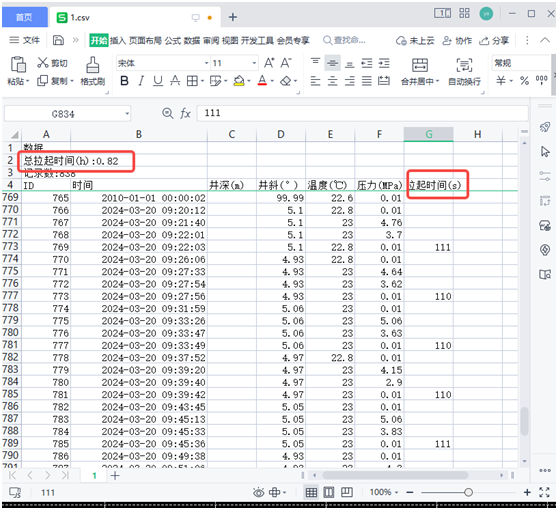 首页 1.csv
文件 开始 插入 页面布局 公式 数据 审阅 视图 开发工具 会员专享 查找命... 未上云 协作 分享
粘贴 剪切 复制 格式刷 宋体 11 A+ A- B I U A 合并居中 自动换行 常规 ¥ % 000
G834 fx 111
A B C D E F G H
1 数据
2 总拉起时间(h):0.82
3 记录数:838
4 ID 时间 井深(m) 井斜(°) 温度(℃) 压力(MPa) 拉起时间(s)
769 765 2010-01-01 00:00:02 99.99 22.6 0.01
770 766 2024-03-20 09:20:12 5.1 22.8 0.01
771 767 2024-03-20 09:21:40 5.1 23 4.76
772 768 2024-03-20 09:22:01 5.1 23 3.7
773 769 2024-03-20 09:22:03 5.1 22.8 0.01 111
774 770 2024-03-20 09:26:06 4.93 22.8 0.01
775 771 2024-03-20 09:27:33 4.93 23 4.64
776 772 2024-03-20 09:27:54 4.93 23 3.62
777 773 2024-03-20 09:27:56 4.93 23 0.01 110
778 774 2024-03-20 09:31:59 5.06 23 0.01
779 775 2024-03-20 09:33:26 5.06 23 5.06
780 776 2024-03-20 09:33:47 5.06 23 3.63
781 777 2024-03-20 09:33:49 5.06 23 0.01 110
782 778 2024-03-20 09:37:52 4.97 22.8 0.01
783 779 2024-03-20 09:39:20 4.97 23 4.15
784 780 2024-03-20 09:39:40 4.97 23 2.9
785 781 2024-03-20 09:39:42 4.97 23 0.01 110
786 782 2024-03-20 09:43:45 5.05 23 0.01
787 783 2024-03-20 09:45:13 5.05 23 5.06
788 784 2024-03-20 09:45:33 5.05 23 3.83
789 785 2024-03-20 09:45:36 5.05 23 0.01 111
790 786 2024-03-20 09:49:38 4.93 23 0.01
1
111 100%